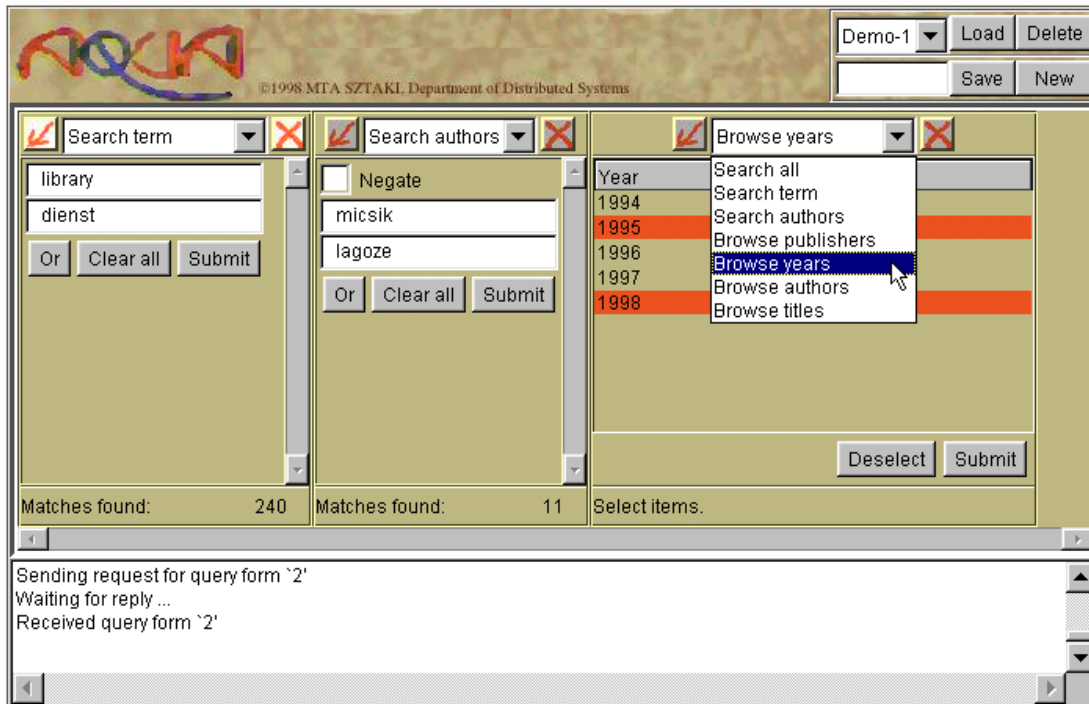 AQUA
Demo-1 Load Delete
Save New
©1998 MTA SZTAKI, Department of Distributed Systems
Search term
library
dienst
Or Clear all Submit
Matches found: 240
Search authors
Negate
micsik
lagoze
Or Clear all Submit
Matches found: 11
Browse years
Search all
Search term
Search authors
Browse publishers
Browse years
Browse authors
Browse titles
Year
1994
1995
1996
1997
1998
Deselect Submit
Select items.
Sending request for query form `2'
Waiting for reply ...
Received query form `2'